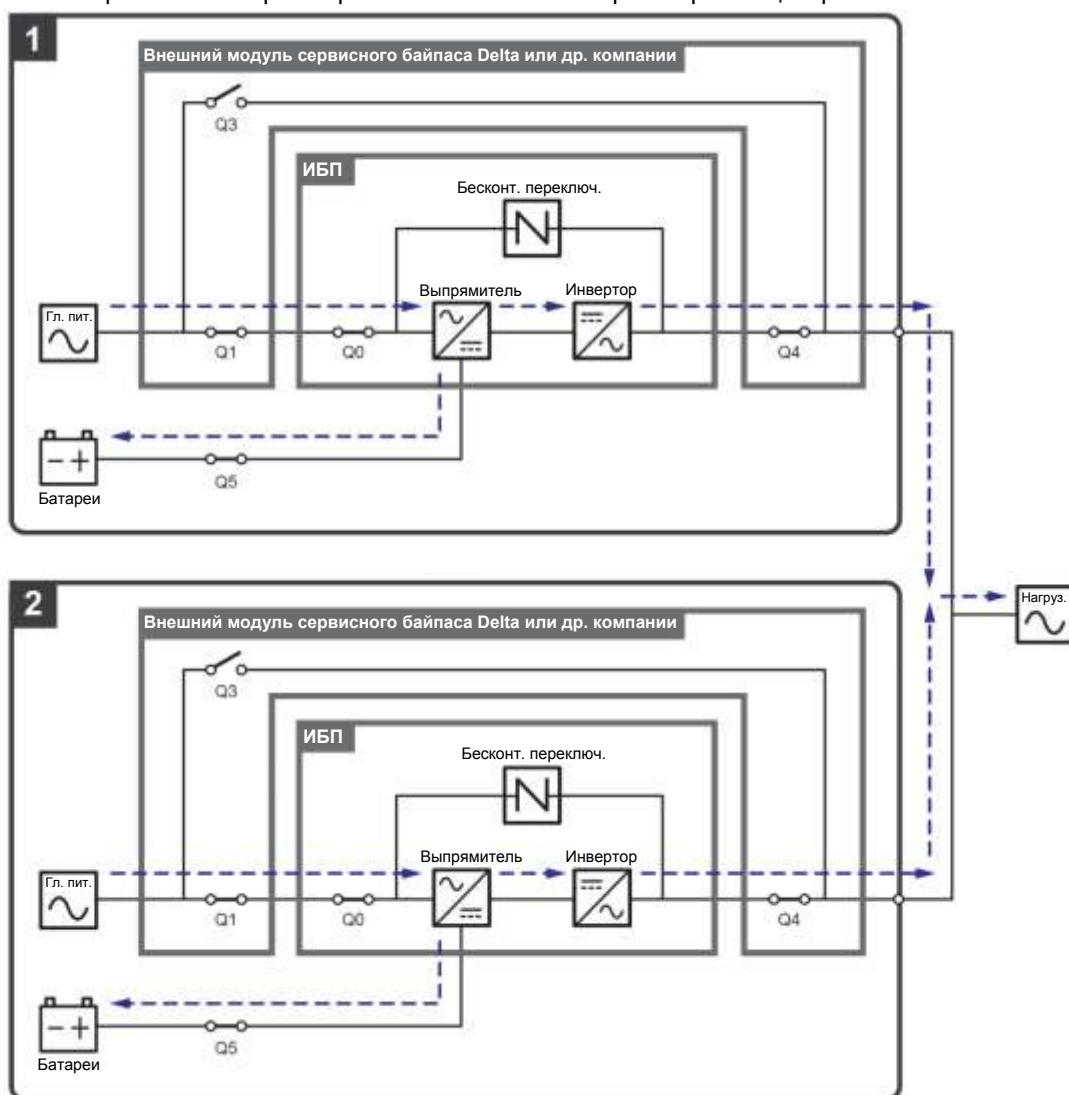 1
Внешний модуль сервисного байпаса Delta или др. компании
Q3
ИБП
Бесконт. переключ.
Гл. пит.
Выпрямитель
Инвертор
Q1
Q0
Q4
Q5
Батареи
2
Внешний модуль сервисного байпаса Delta или др. компании
Q3
Нагруз.
ИБП
Бесконт. переключ.
Гл. пит.
Выпрямитель
Инвертор
Q1
Q0
Q4
Q5
Батареи